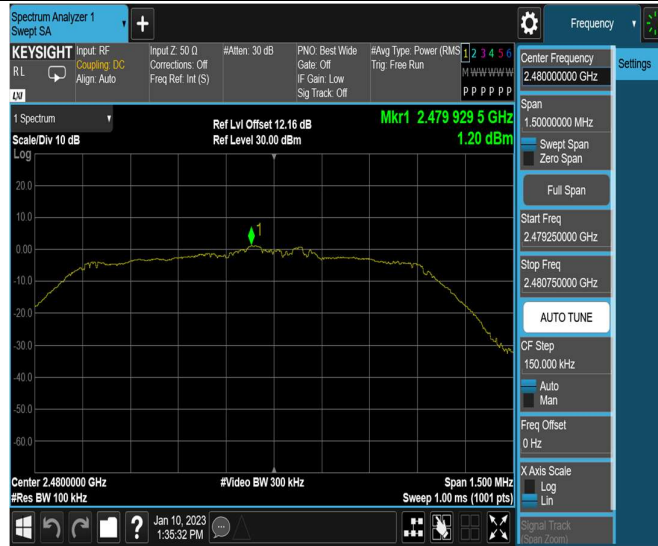 Spectrum Analyzer 1
Swept SA
Frequency
KEYSIGHT
RL
LXI
Input: RF
Coupling: DC
Align: Auto
Input Z: 50 Ω
Corrections: Off
Freq Ref: Int (S)
#Atten: 30 dB
PNO: Best Wide
Gate: Off
IF Gain: Low
Sig Track: Off
#Avg Type: Power (RMS
Trig: Free Run
1 2 3 4 5 6
M W W W W W
P P P P P P
1 Spectrum
Scale/Div 10 dB
Ref Lvl Offset 12.16 dB
Ref Level 30.00 dBm
Mkr1 2.479 929 5 GHz
1.20 dBm
Log
20.0
10.0
0.00
-10.0
-20.0
-30.0
-40.0
-50.0
-60.0
1
Center 2.4800000 GHz
#Res BW 100 kHz
#Video BW 300 kHz
Span 1.500 MHz
Sweep 1.00 ms (1001 pts)
Jan 10, 2023
1:35:32 PM
Center Frequency
2.480000000 GHz
Settings
Span
1.50000000 MHz
Swept Span
Zero Span
Full Span
Start Freq
2.479250000 GHz
Stop Freq
2.480750000 GHz
AUTO TUNE
CF Step
150.000 kHz
Auto
Man
Freq Offset
0 Hz
X Axis Scale
Log
Lin
Signal Track
(Span Zoom)